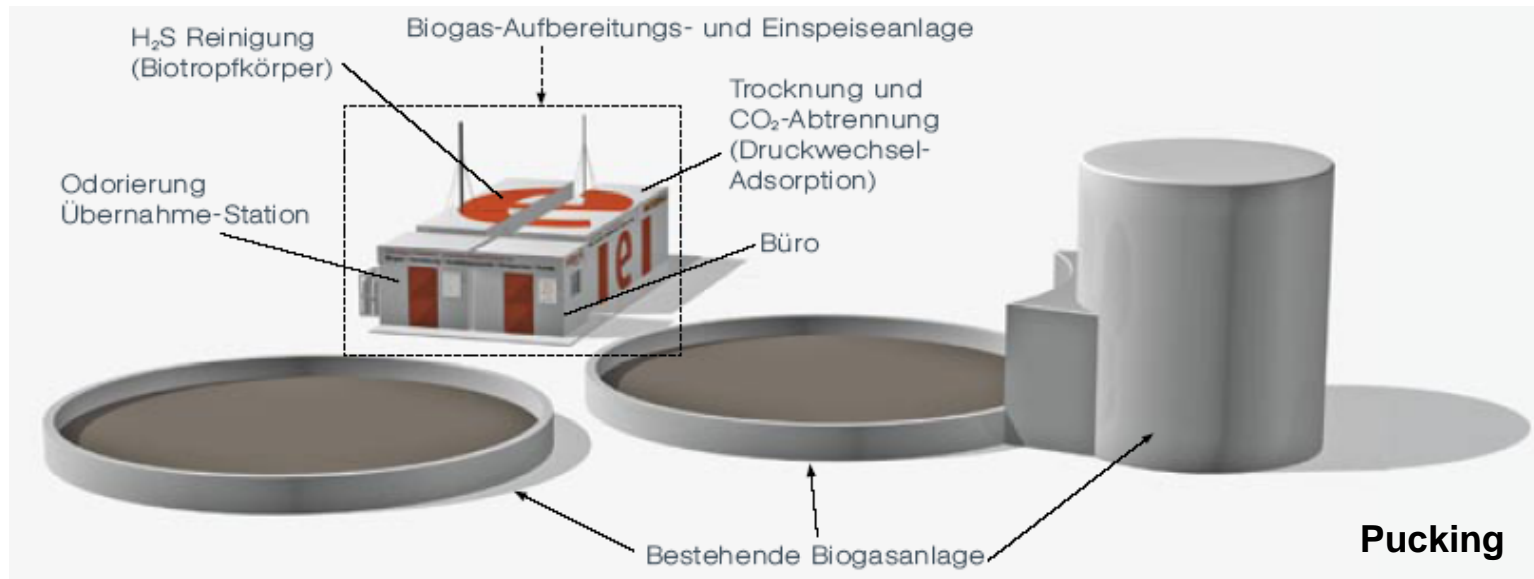 Biogas-Aufbereitungs- und Einspeiseanlage
H₂S Reinigung
(Biotropfkörper)
Trocknung und
CO₂-Abtrennung
(Druckwechsel-
Adsorption)
Odorierung
Übernahme-Station
Büro
Bestehende Biogasanlage
Pucking